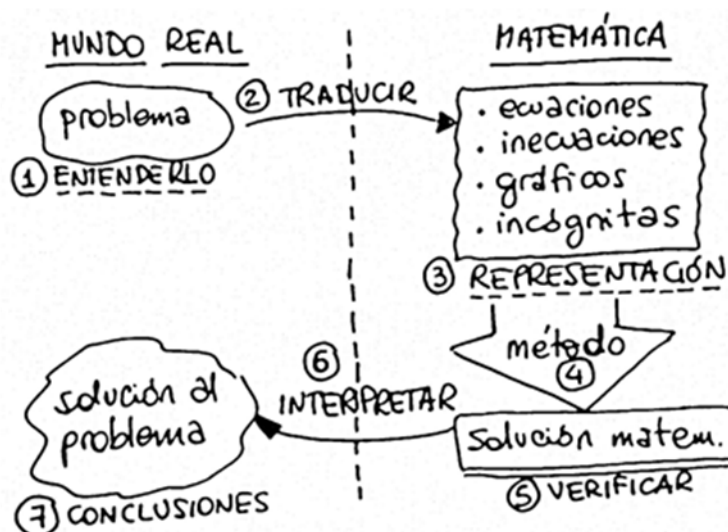 MUNDO REAL
problema
① ENTENDERLO
② TRADUCIR
MATEMÁTICA
. ecuaciones
. inecuaciones
. gráficos
. incógnitas
③ REPRESENTACIÓN
método
④
solución matem.
⑤ VERIFICAR
⑥
INTERPRETAR
solución al
problema
⑦ CONCLUSIONES